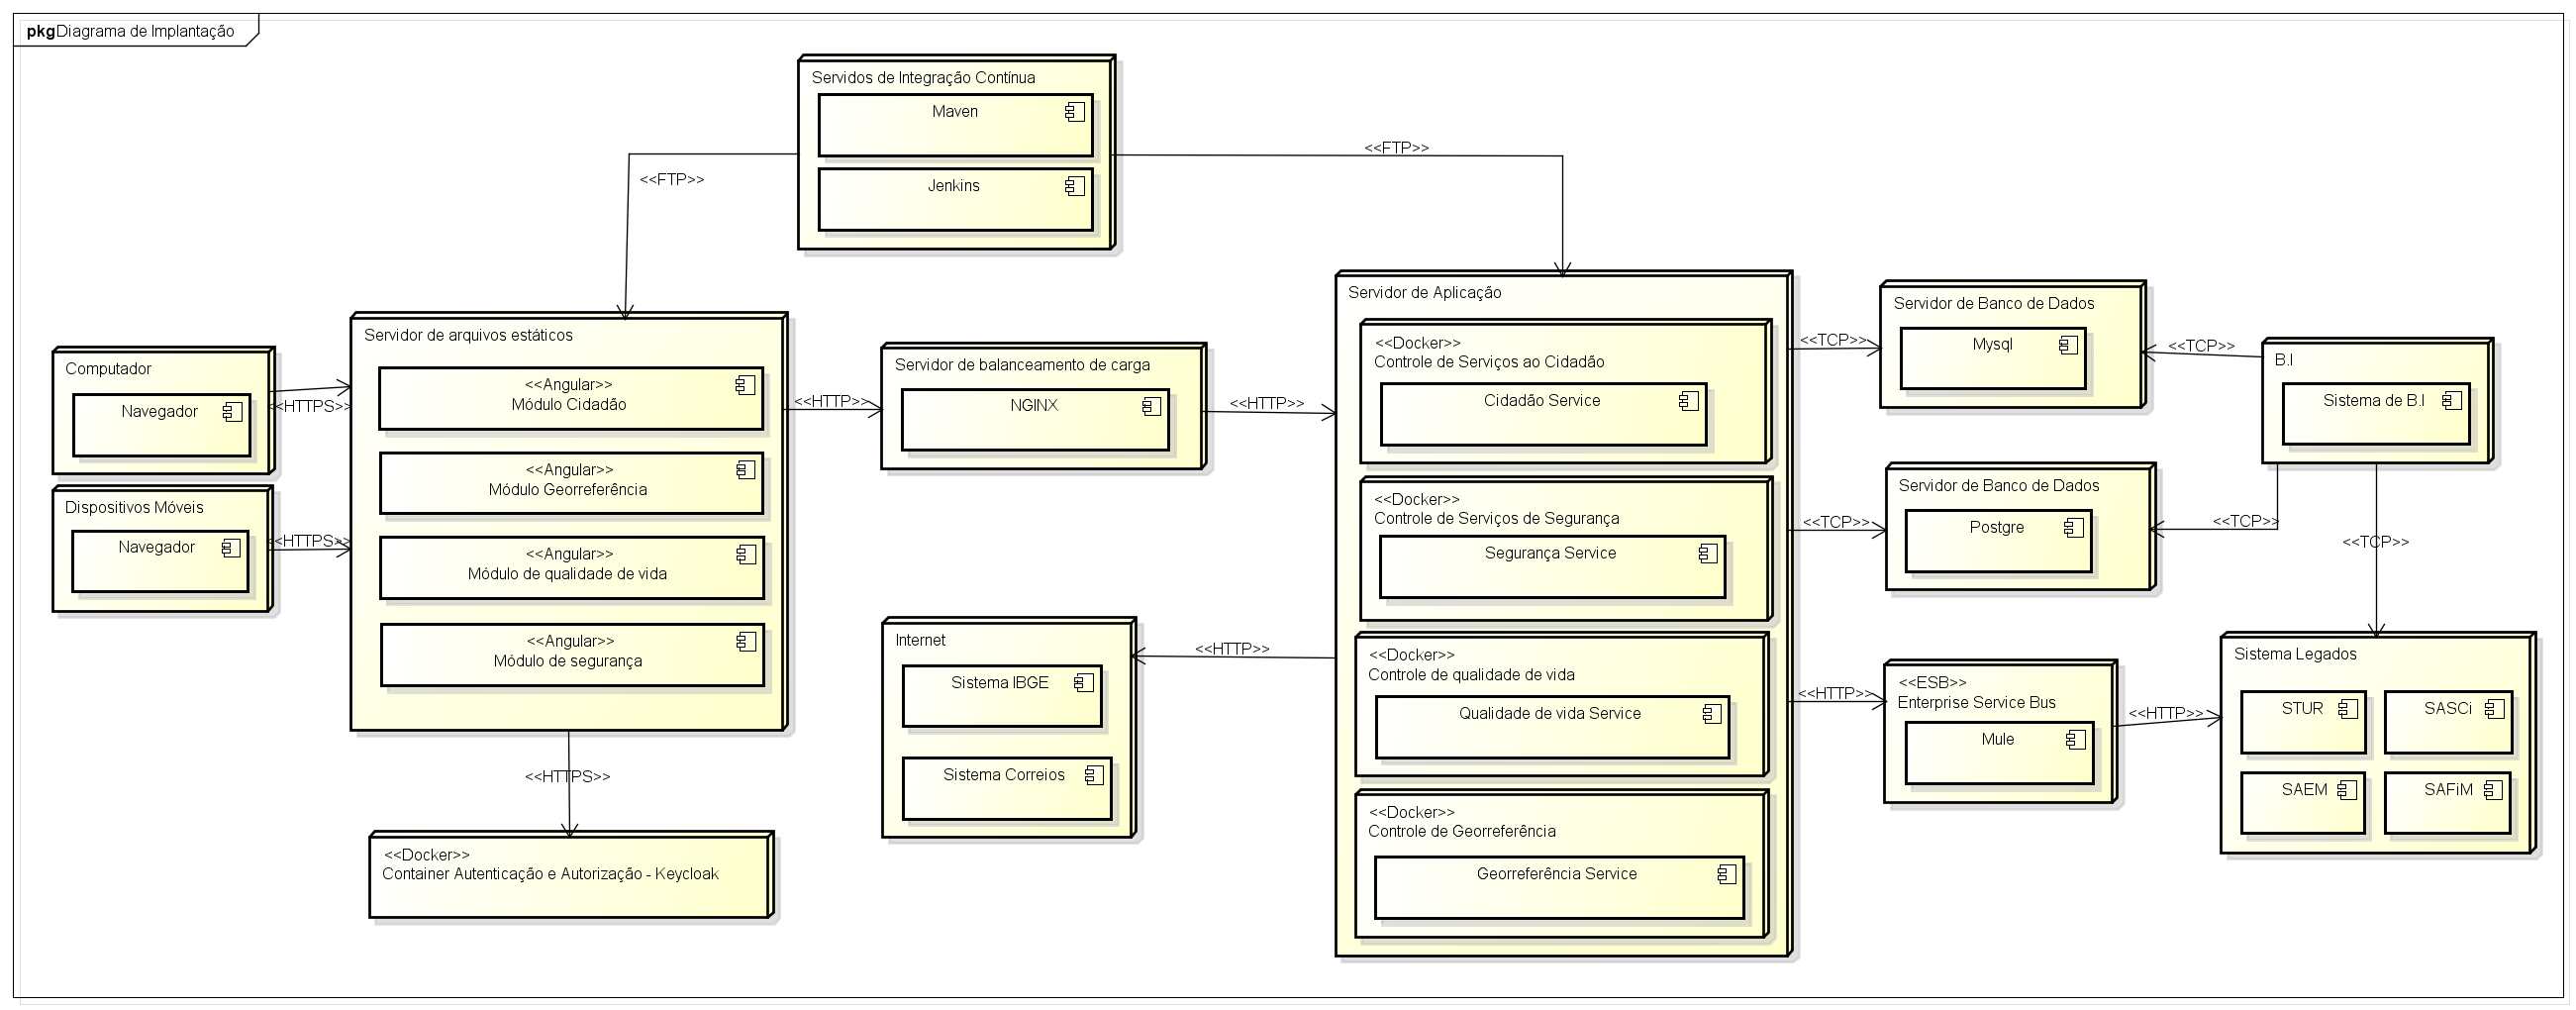 pkg Diagrama de Implantação
Servidos de Integração Contínua
Maven
Jenkins
<<FTP>>
<<FTP>>
Computador
Navegador
<<HTTPS>>
Dispositivos Móveis
Navegador
<<HTTPS>>
Servidor de arquivos estáticos
<<Angular>>
Módulo Cidadão
<<Angular>>
Módulo Georreferência
<<Angular>>
Módulo de qualidade de vida
<<Angular>>
Módulo de segurança
<<HTTPS>>
<<Docker>>
Container Autenticação e Autorização - Keycloak
<<HTTP>>
Servidor de balanceamento de carga
NGINX
<<HTTP>>
Internet
Sistema IBGE
Sistema Correios
<<HTTP>>
Servidor de Aplicação
<<Docker>>
Controle de Serviços ao Cidadão
Cidadão Service
<<Docker>>
Controle de Serviços de Segurança
Segurança Service
<<Docker>>
Controle de qualidade de vida
Qualidade de vida Service
<<Docker>>
Controle de Georreferência
Georreferência Service
<<TCP>>
Servidor de Banco de Dados
Mysql
<<TCP>>
B.I
Sistema de B.I
<<TCP>>
Servidor de Banco de Dados
Postgre
<<TCP>>
<<TCP>>
<<HTTP>>
<<ESB>>
Enterprise Service Bus
Mule
<<HTTP>>
Sistema Legados
STUR
SASCi
SAEM
SAFiM